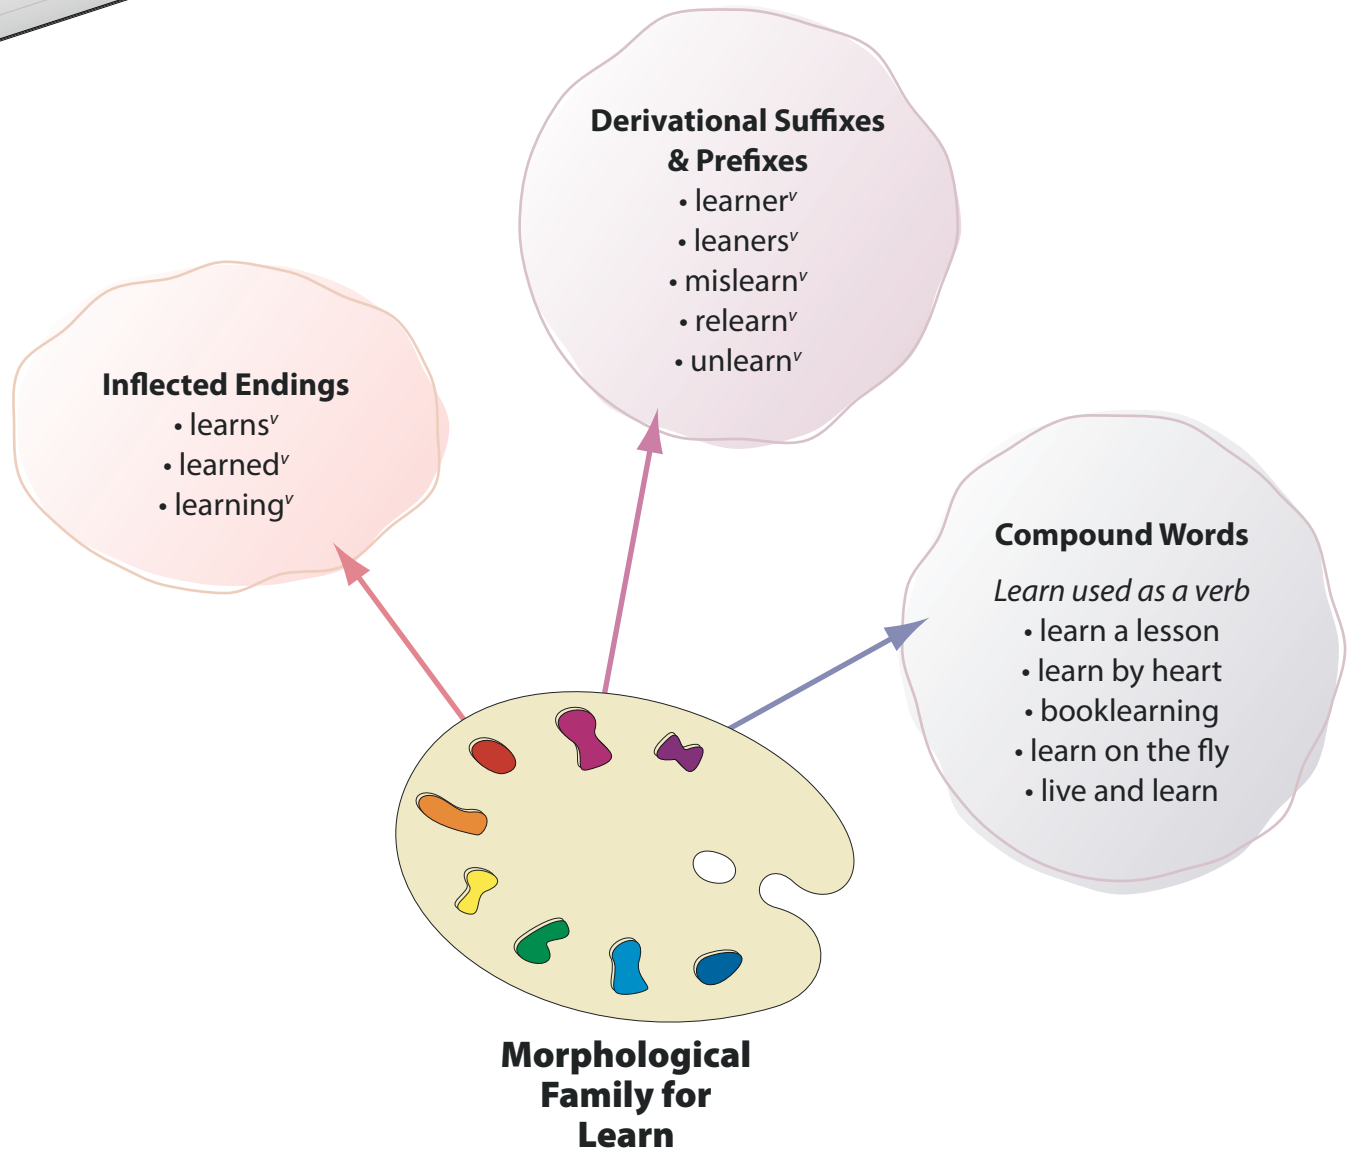 Derivational Suffixes
& Prefixes
• learnerᵛ
• leanersᵛ
• mislearnᵛ
• relearnᵛ
• unlearnᵛ
Inflected Endings
• learnsᵛ
• learnedᵛ
• learningᵛ
Compound Words
Learn used as a verb
• learn a lesson
• learn by heart
• booklearning
• learn on the fly
• live and learn
Morphological
Family for
Learn